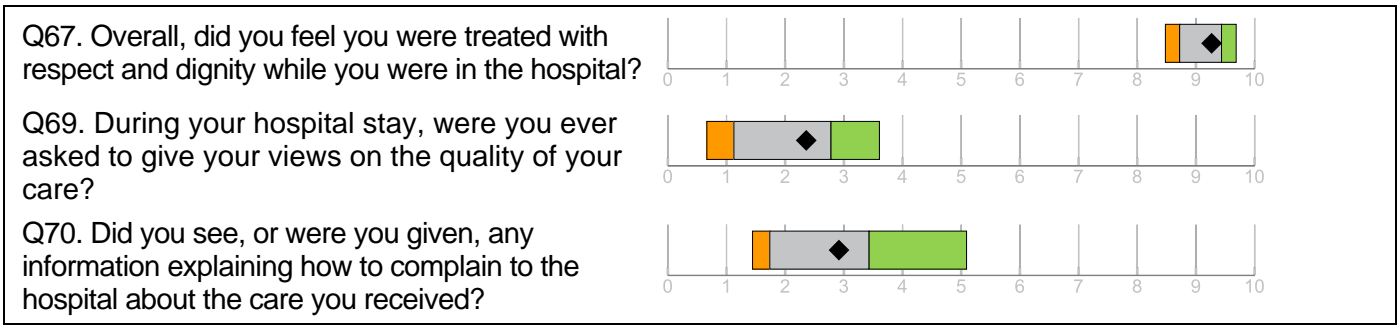 Q67. Overall, did you feel you were treated with
respect and dignity while you were in the hospital?
0 1 2 3 4 5 6 7 8 9 10
Q69. During your hospital stay, were you ever
asked to give your views on the quality of your
care?
0 1 2 3 4 5 6 7 8 9 10
Q70. Did you see, or were you given, any
information explaining how to complain to the
hospital about the care you received?
0 1 2 3 4 5 6 7 8 9 10